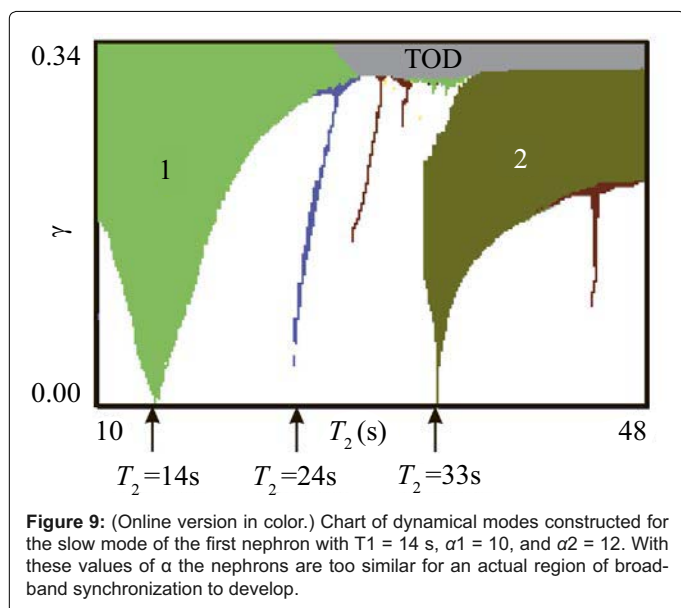 0.34
TOD
1
2
γ
0.00
10
T₂(s)
48
T₂=14s
T₂=24s
T₂=33s
Figure 9: (Online version in color.) Chart of dynamical modes constructed for
the slow mode of the first nephron with T1 = 14 s, α1 = 10, and α2 = 12. With
these values of α the nephrons are too similar for an actual region of broad-
band synchronization to develop.